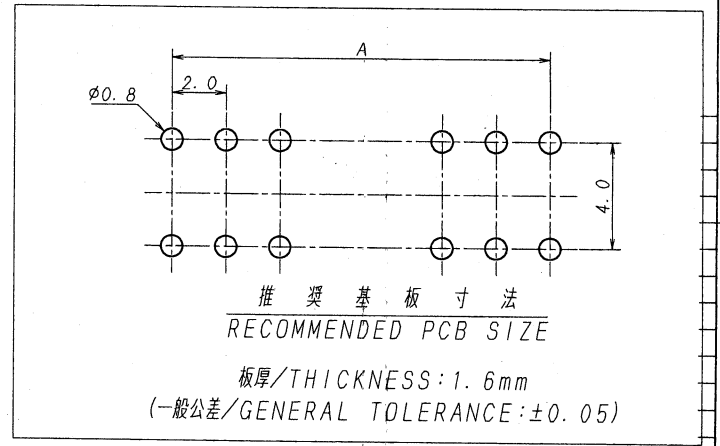 A
2.0
φ0.8
4.0
推奨基板寸法
RECOMMENDED PCB SIZE
板厚/THICKNESS:1.6mm
(一般公差/GENERAL TOLERANCE:±0.05)